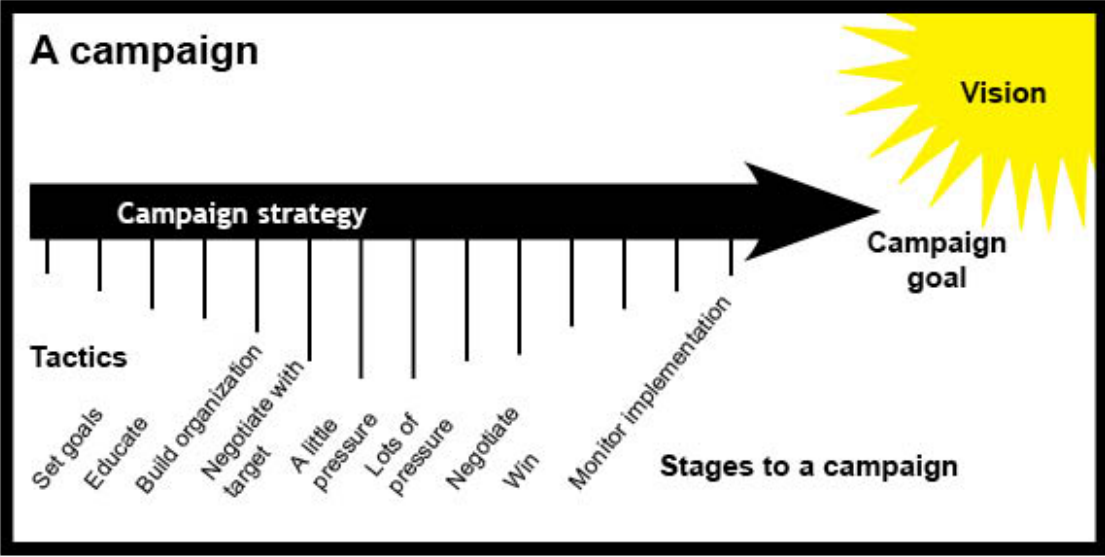 A campaign
Vision
Campaign strategy
Campaign
goal
Tactics
Set goals
Educate
Build organization
Negotiate with
target
A little
pressure
Lots of
pressure
Negotiate
Win
Monitor implementation
Stages to a campaign